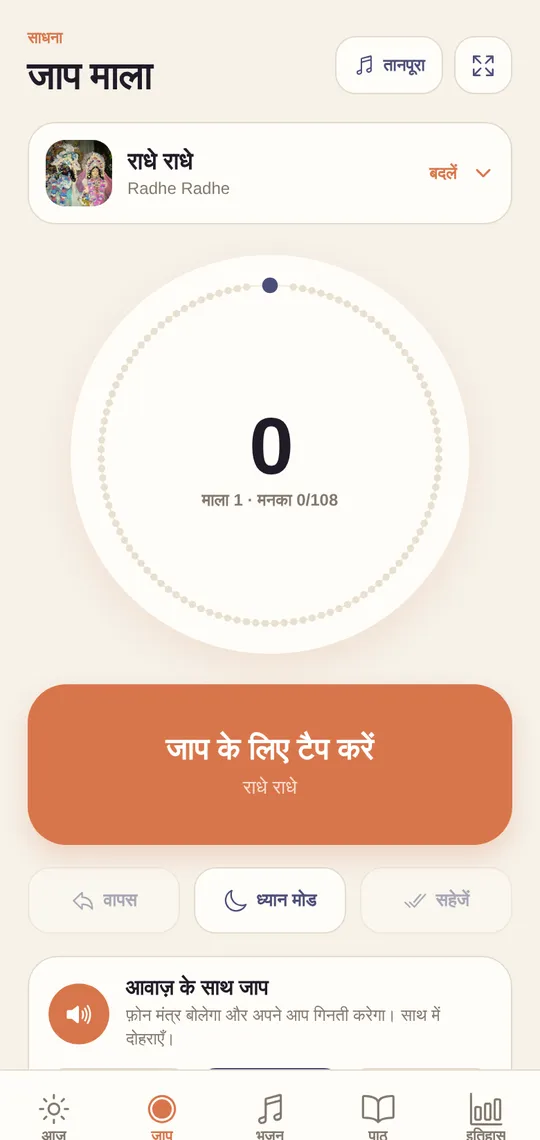 साधना
जाप माला
तानपूरा
राधे राधे
Radhe Radhe
बदलें
0
माला 1 · मनका 0/108
जाप के लिए टैप करें
राधे राधे
वापस
ध्यान मोड
सहेजें
आवाज़ के साथ जाप
फ़ोन मंत्र बोलेगा और अपने आप गिनती करेगा। साथ में
दोहराएँ।
आज
जाप
भजन
पाठ
इतिहास